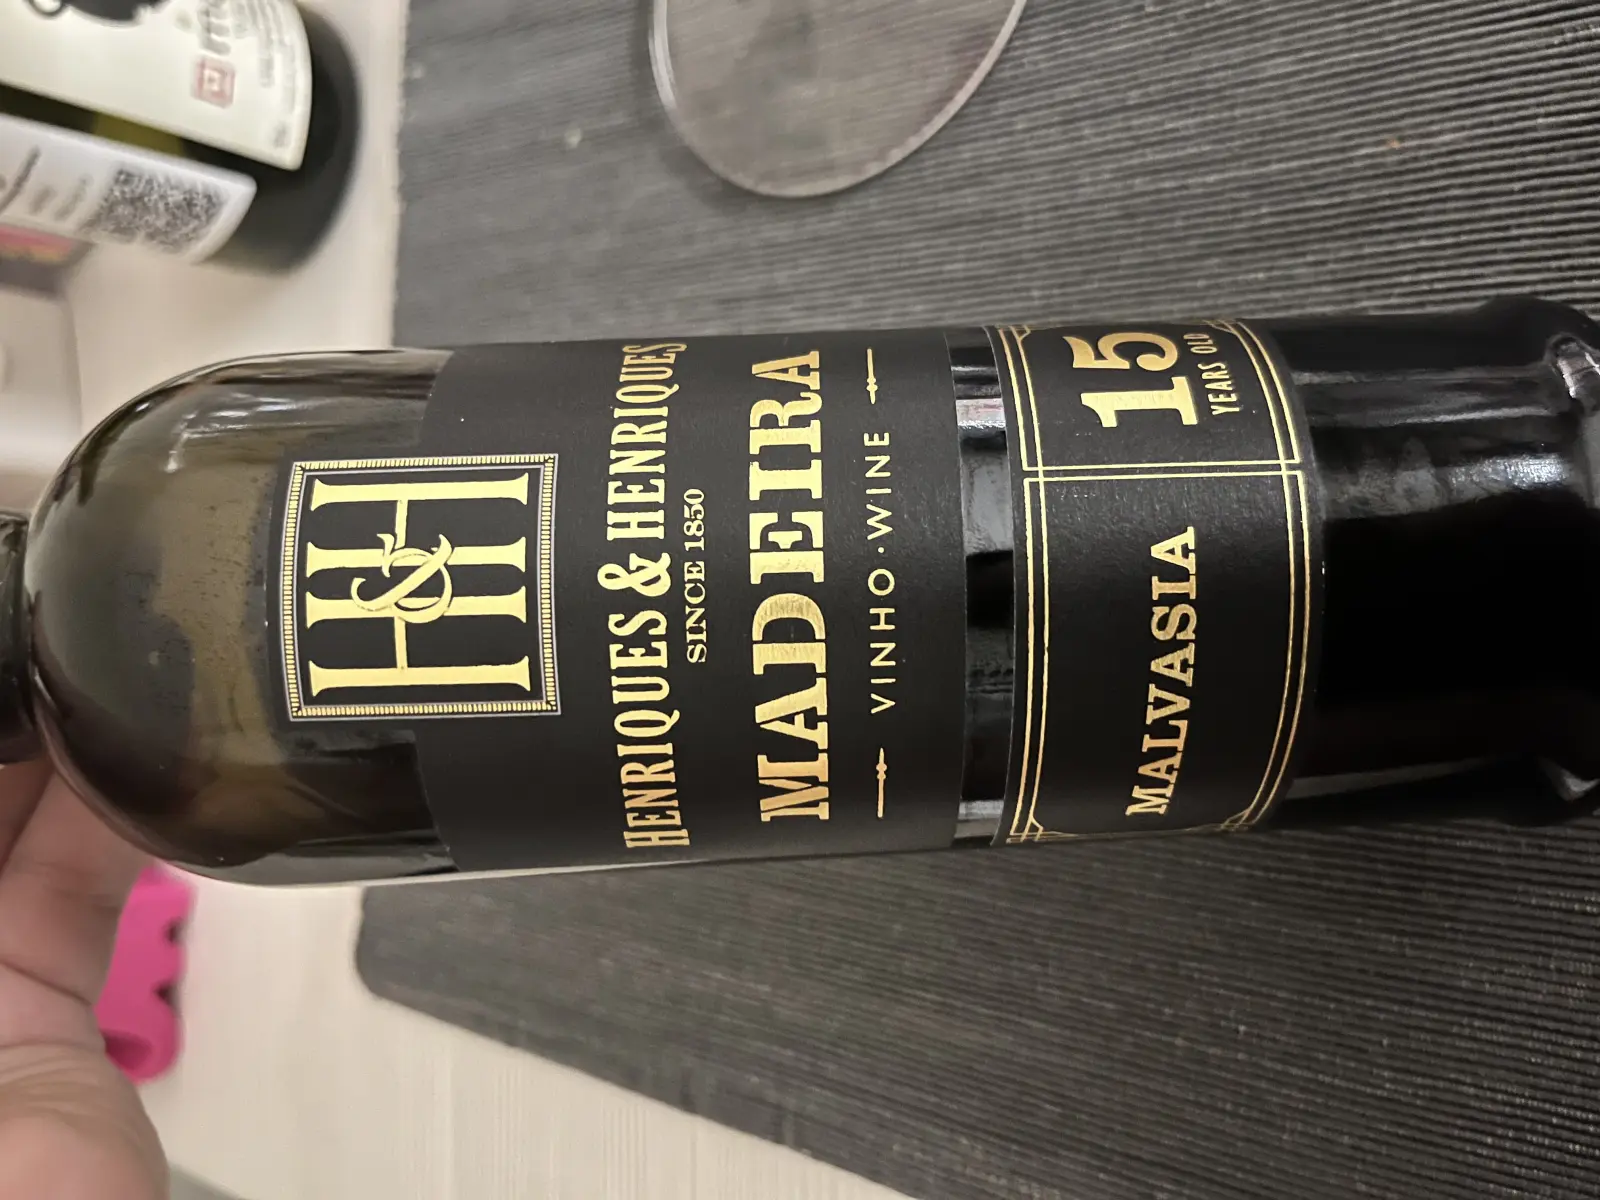 H&H
HENRIQUES & HENRIQUES
SINCE 1850
MADEIRA
VINHO·WINE
MALVASIA
15
YEARS OLD